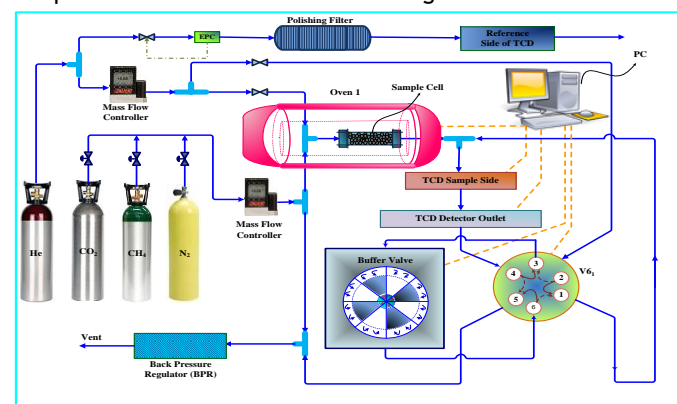 Polishing Filter
EPC
Reference
Side of TCD
PC
Mass Flow
Controller
Oven 1
Sample Cell
TCD Sample Side
TCD Detector Outlet
Mass Flow
Controller
He
CO2
CH4
N2
Buffer Valve
3
4
2
5
1
6
V61
Vent
Back Pressure
Regulator (BPR)